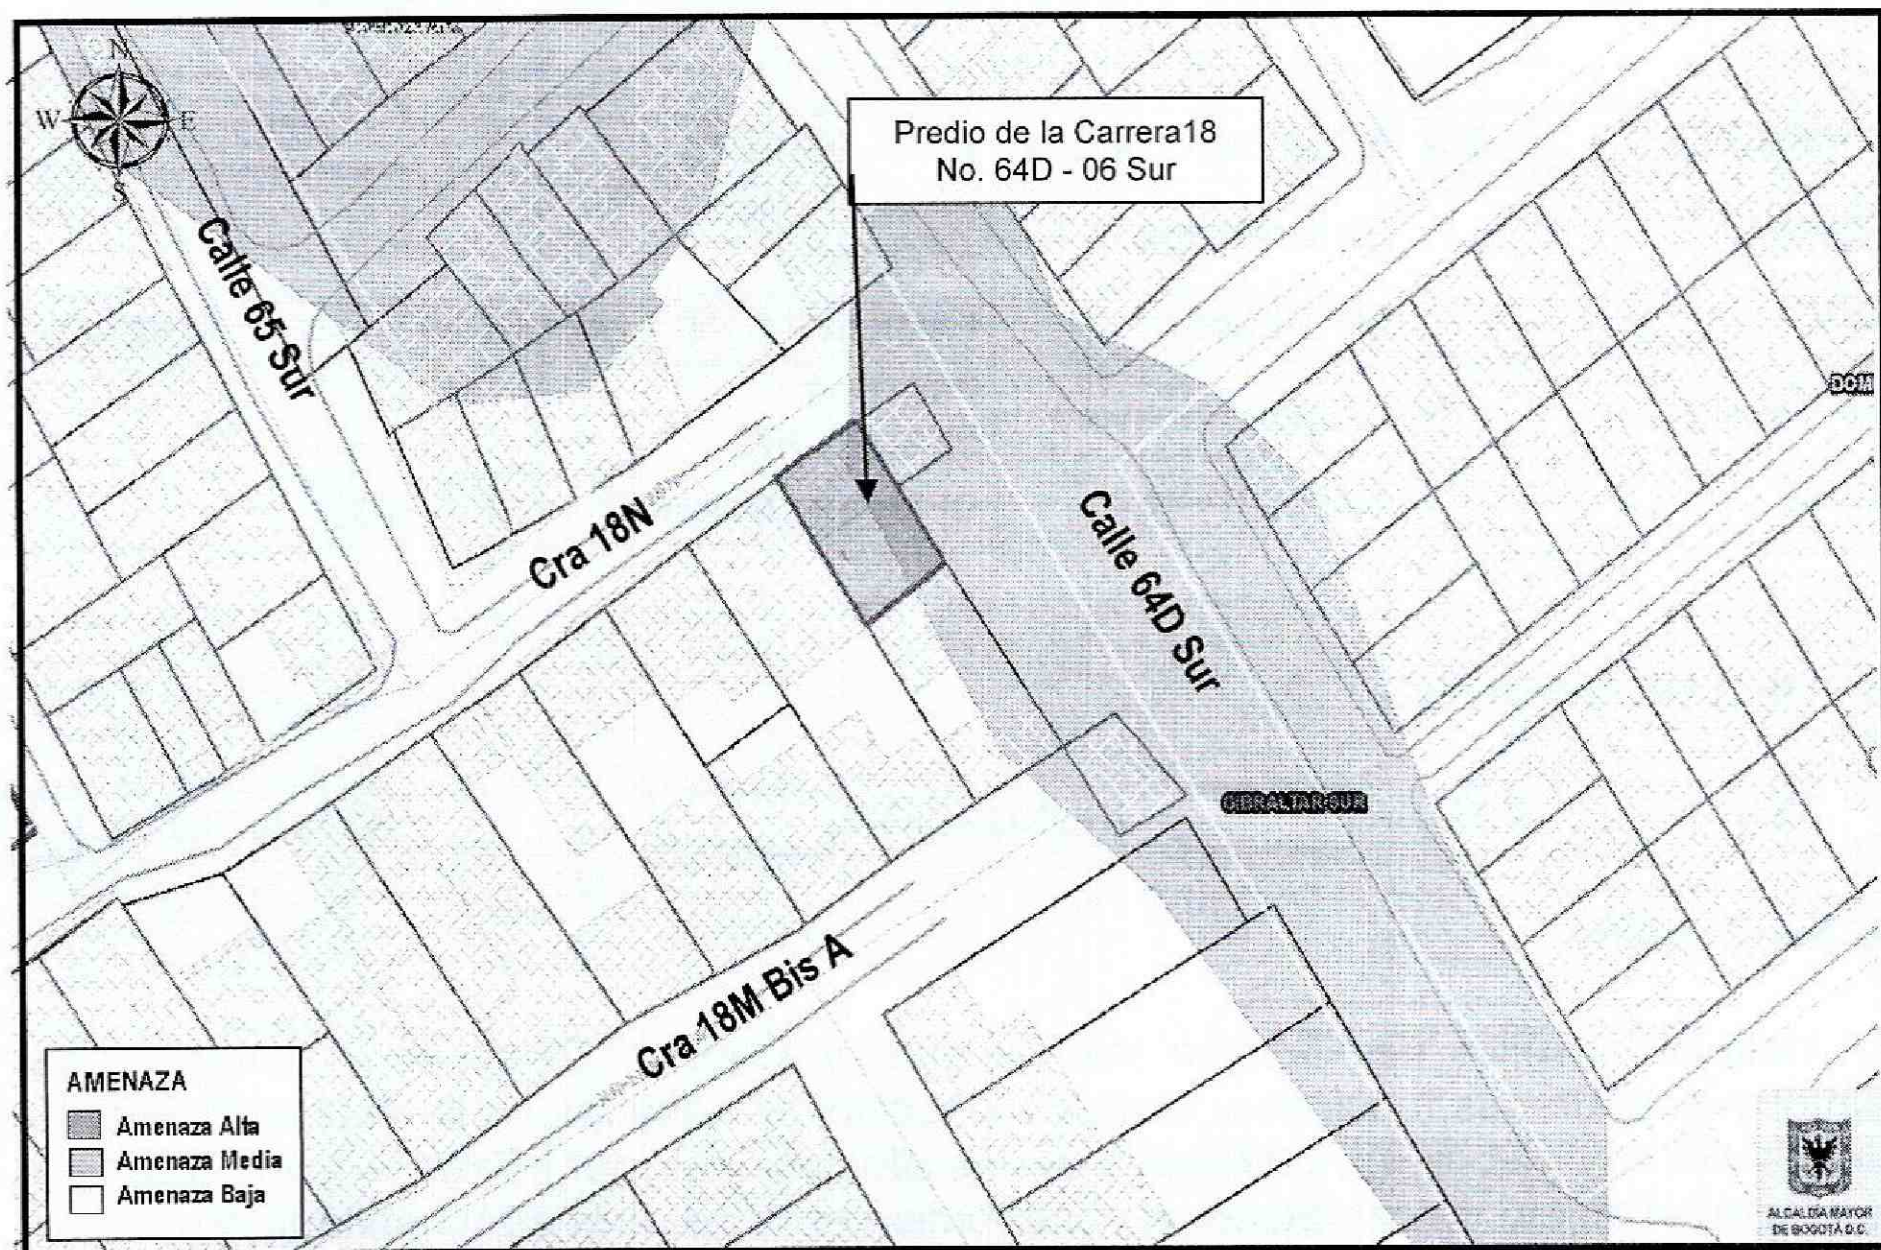 N
W
E
S
Predio de la Carrera18
No. 64D - 06 Sur
Calle 65 Sur
DOM
Cra 18N
Calle 64D Sur
GIBRALTAR SUR
Cra 18M Bis A
AMENAZA
Amenaza Alta
Amenaza Media
Amenaza Baja
ALCALDIA MAYOR
DE BOGOTÁ D.C.